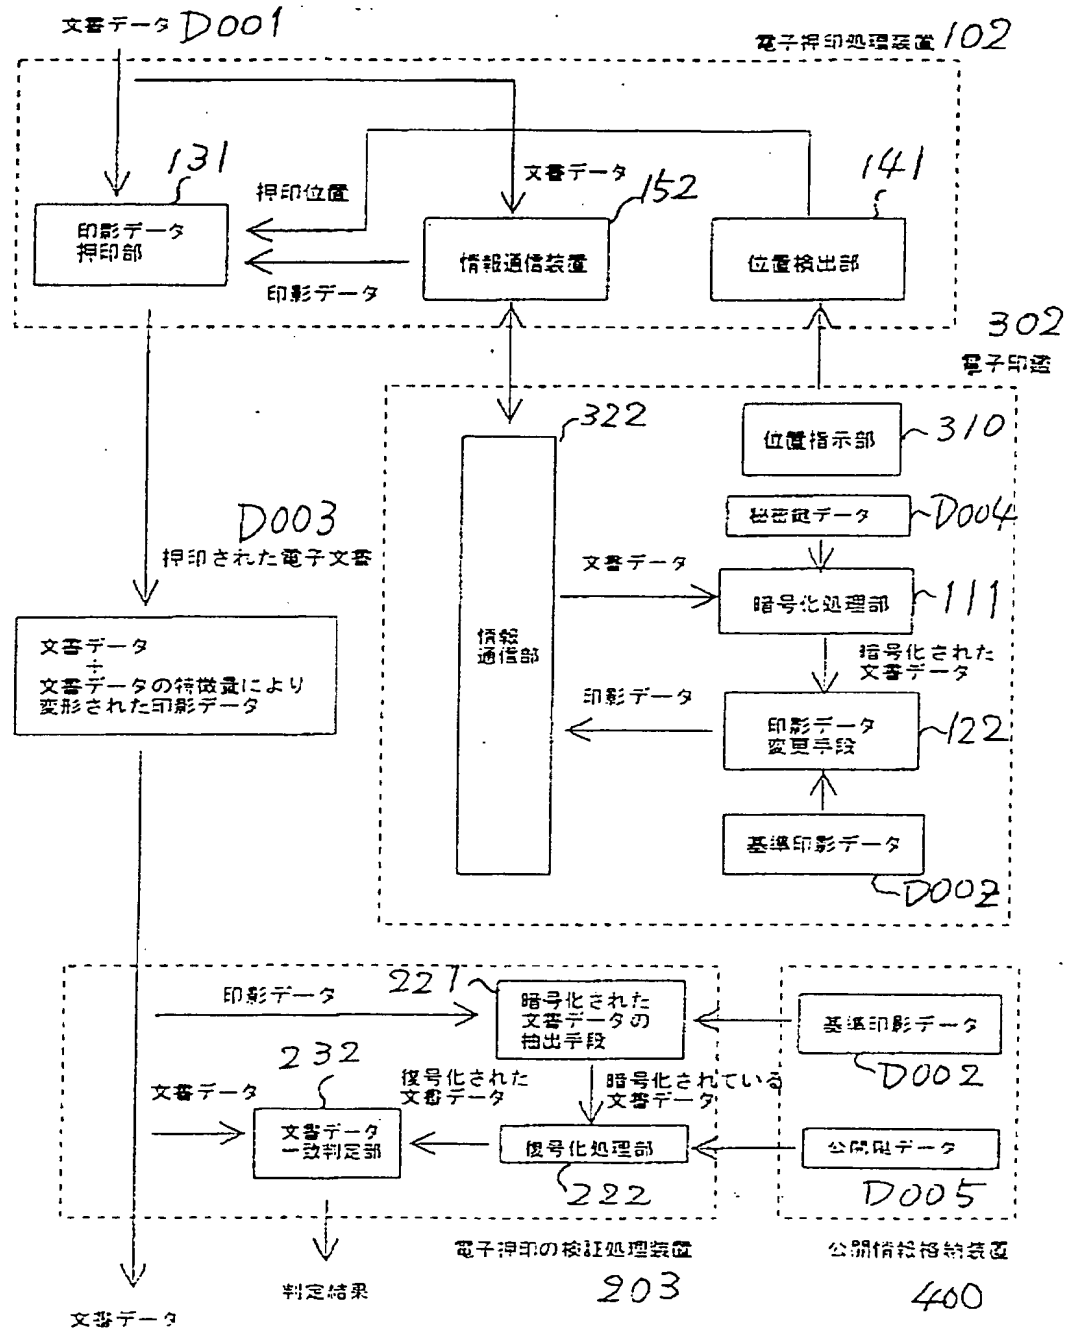 文書データ D001
電子押印処理装置 102
131
印影データ
押印部
押印位置
印影データ
文書データ
152
情報通信装置
141
位置検出部
302
電子印鑑
322
情報
通信部
位置指示部
310
秘密鍵データ
D004
文書データ
暗号化処理部
111
暗号化された
文書データ
印影データ
印影データ
変更手段
122
基準印影データ
D002
D003
押印された電子文書
文書データ
+
文書データの特徴量により
変形された印影データ
印影データ
221
暗号化された
文書データの
抽出手段
基準印影データ
D002
232
文書データ
復号化された
文書データ
暗号化されている
文書データ
文書データ
一致判定部
復号化処理部
222
公開鍵データ
D005
電子押印の検証処理装置
203
公開情報格納装置
400
判定結果
文書データ